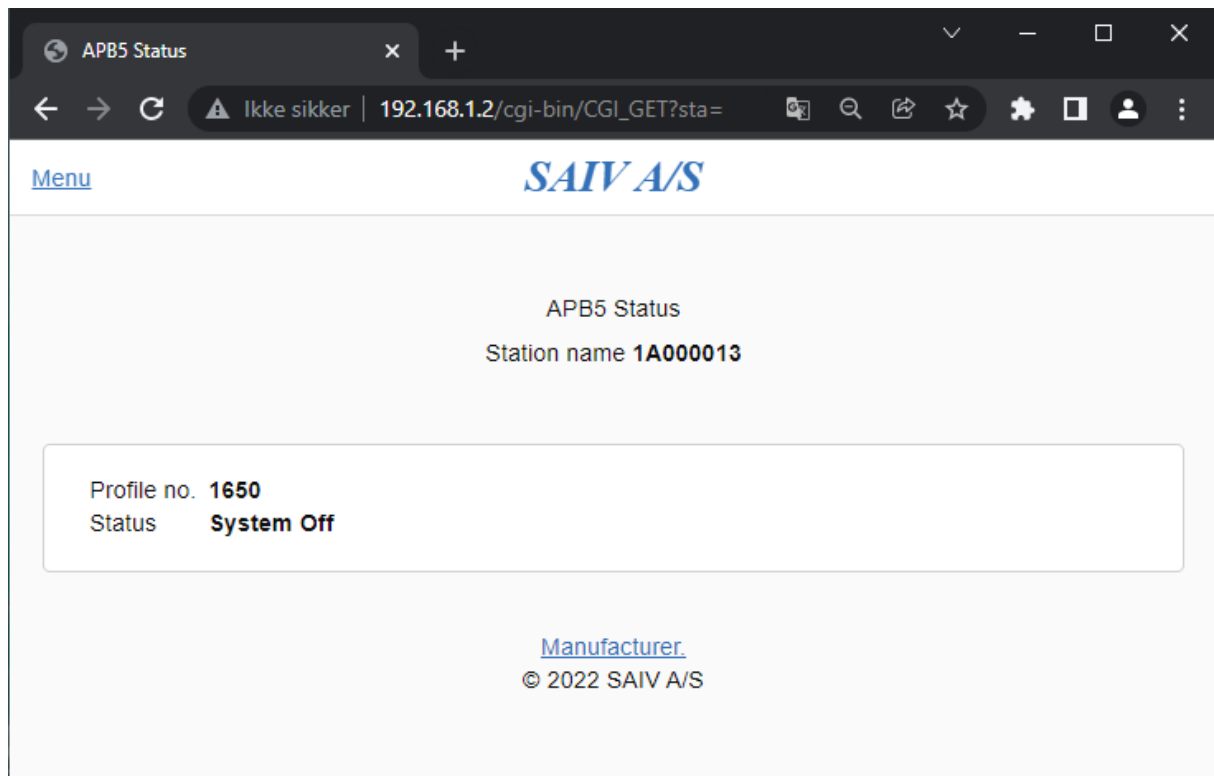 APB5 Status
Ikke sikker | 192.168.1.2/cgi-bin/CGI_GET?sta=
Menu
SAIV A/S
APB5 Status
Station name 1A000013
Profile no. 1650
Status System Off
Manufacturer.
© 2022 SAIV A/S